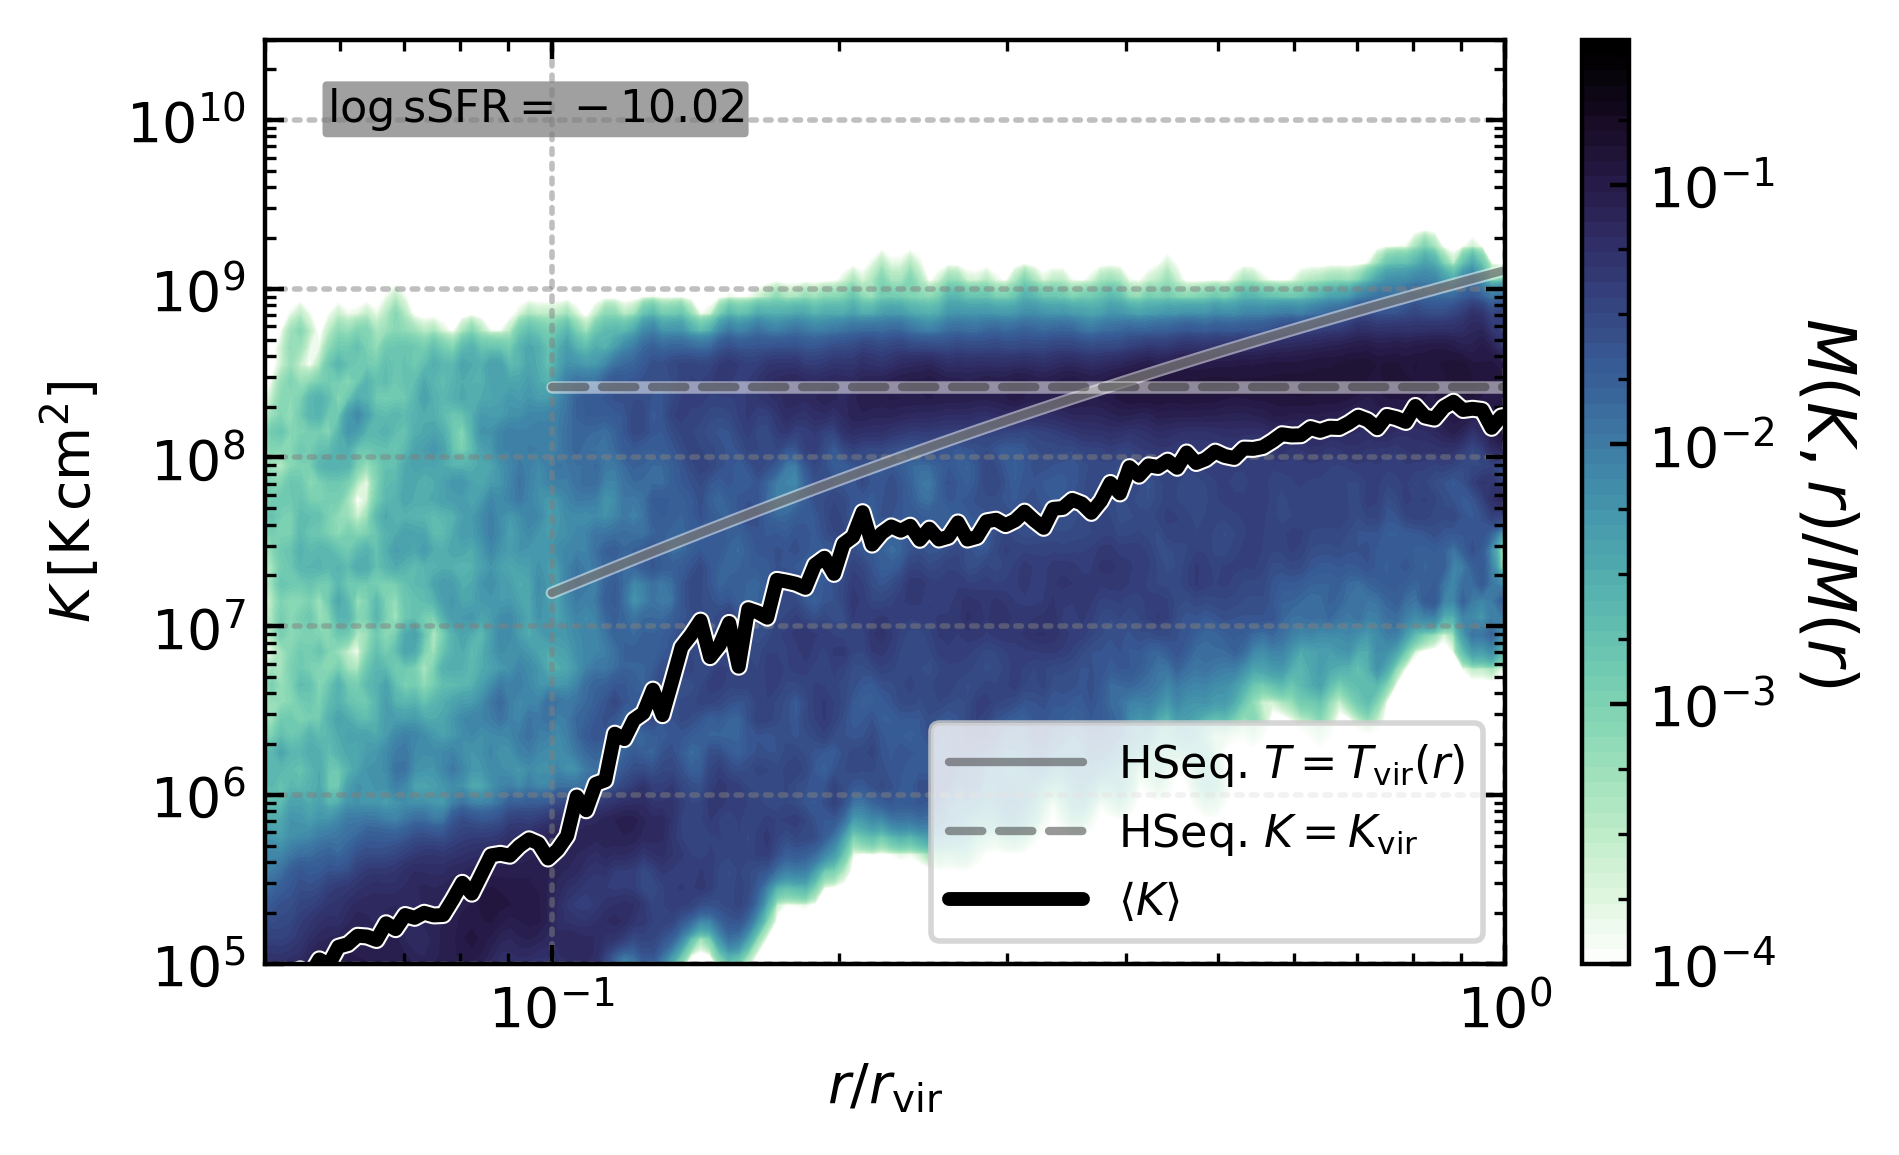 log sSFR = − 10.02
10¹⁰
10⁹
10⁸
10⁷
10⁶
10⁵
K [K cm²]
10⁻¹
10⁰
r/r_vir
HSeq. T = T_vir(r)
HSeq. K = K_vir
⟨K⟩
10⁻¹
10⁻²
10⁻³
10⁻⁴
M(K, r)/M(r)